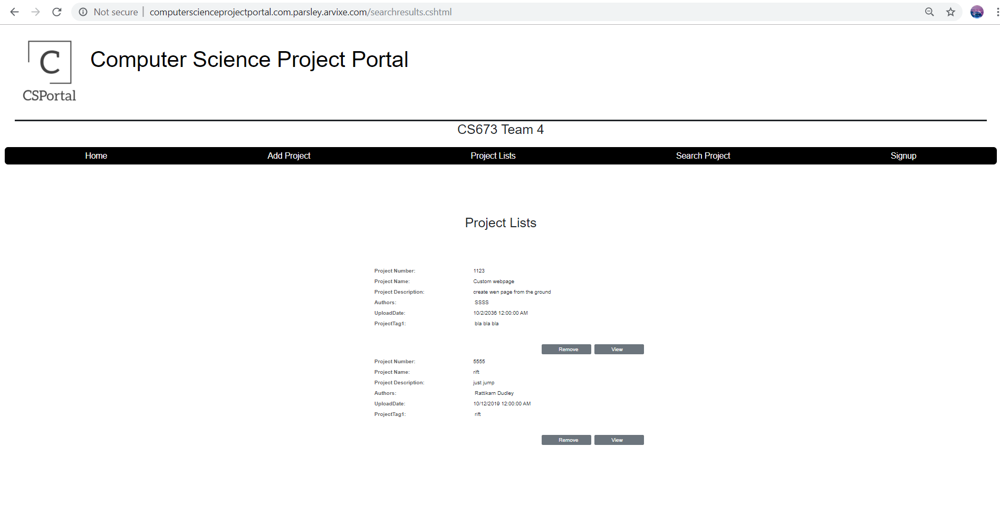 Not secure | computerscienceprojectportal.com.parsley.arvixe.com/searchresults.cshtml
C
CSPortal
Computer Science Project Portal
CS673 Team 4
Home Add Project Project Lists Search Project Signup
Project Lists
Project Number: 1123
Project Name: Custom webpage
Project Description: create wen page from the ground
Authors: SSSS
UploadDate: 10/2/2036 12:00:00 AM
ProjectTag1: bla bla bla
Remove View
Project Number: 5555
Project Name: rift
Project Description: just jump
Authors: Rattikarn Dudley
UploadDate: 10/12/2019 12:00:00 AM
ProjectTag1: rift
Remove View